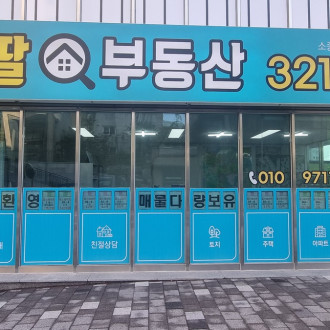 팔 부동산 321
010 971
환 영 매물다량보유
친절상담 토지 주택 아파트